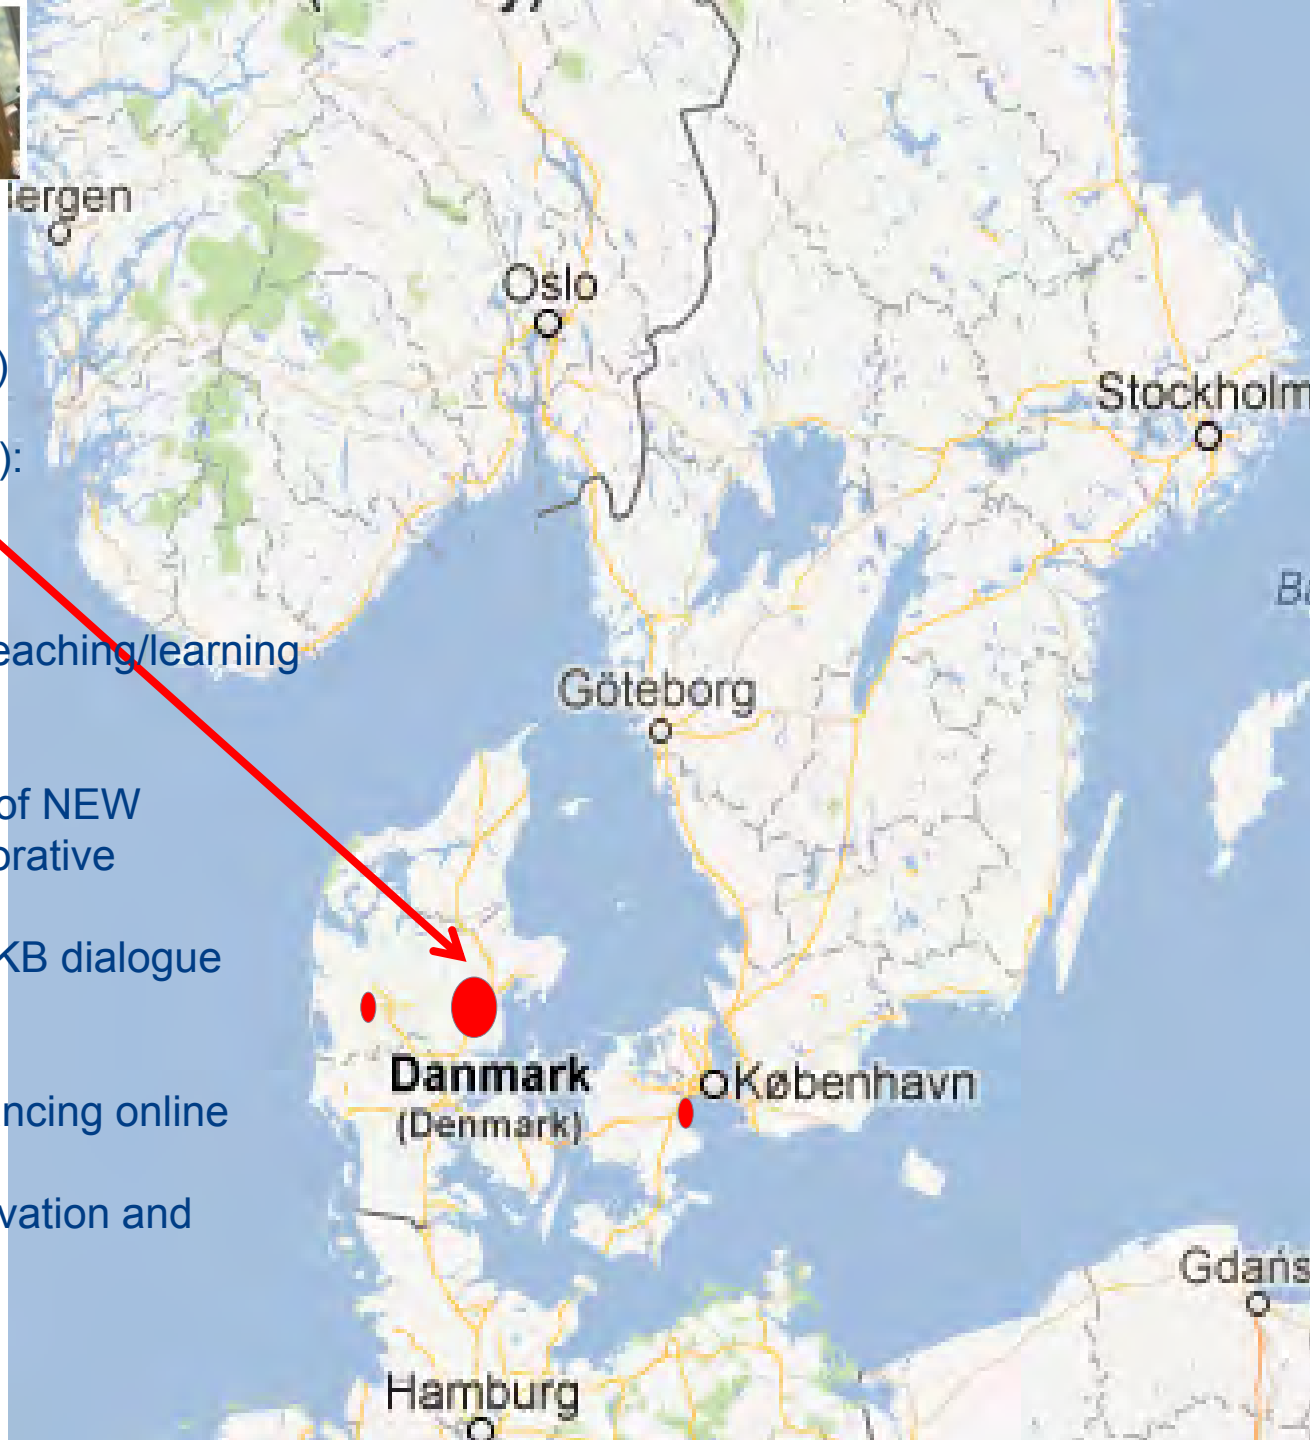 ergen
Oslo
)
Stockholm
):
eaching/learning
Göteborg
of NEW
orative
KB dialogue
Danmark
København
(Denmark)
ncing online
vation and
Gdańs
Hamburg